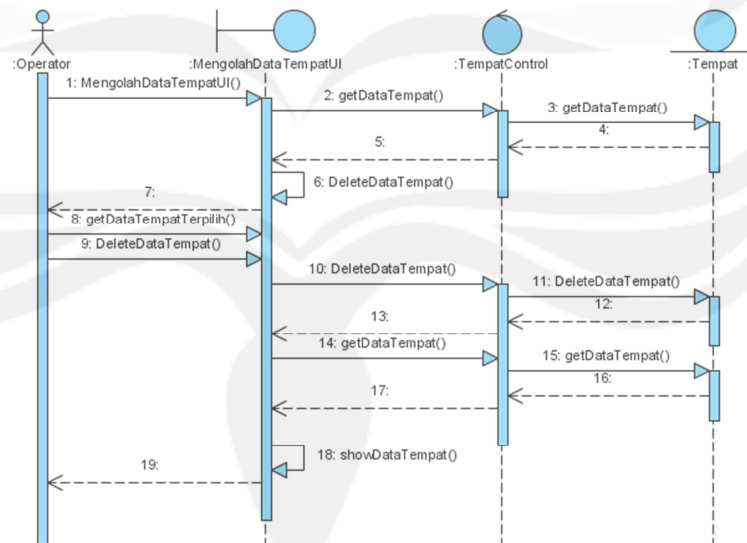 :Operator
:MengolahDataTempatUI
:TempatControl
:Tempat
1: MengolahDataTempatUI()
2: getDataTempat()
3: getDataTempat()
4:
5:
6: DeleteDataTempat()
7:
8: getDataTempatTerpilih()
9: DeleteDataTempat()
10: DeleteDataTempat()
11: DeleteDataTempat()
12:
13:
14: getDataTempat()
15: getDataTempat()
16:
17:
18: showDataTempat()
19: